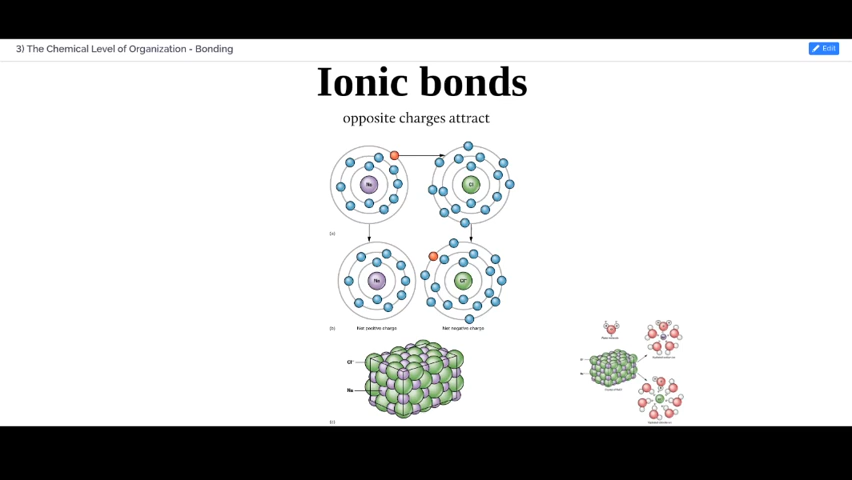 3) The Chemical Level of Organization - Bonding
Edit
Ionic bonds
opposite charges attract
Na
Cl
(a)
Na
Cl⁻
(b)
Net positive charge
Net negative charge
Cl⁻
Na
(c)